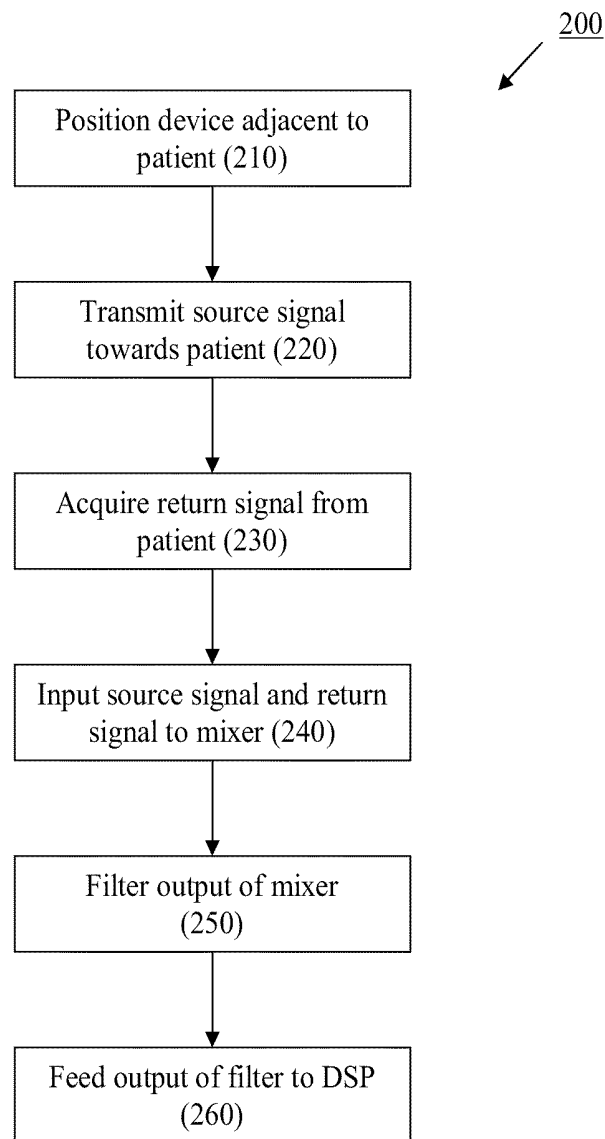 200
Position device adjacent to
patient (210)
Transmit source signal
towards patient (220)
Acquire return signal from
patient (230)
Input source signal and return
signal to mixer (240)
Filter output of mixer
(250)
Feed output of filter to DSP
(260)